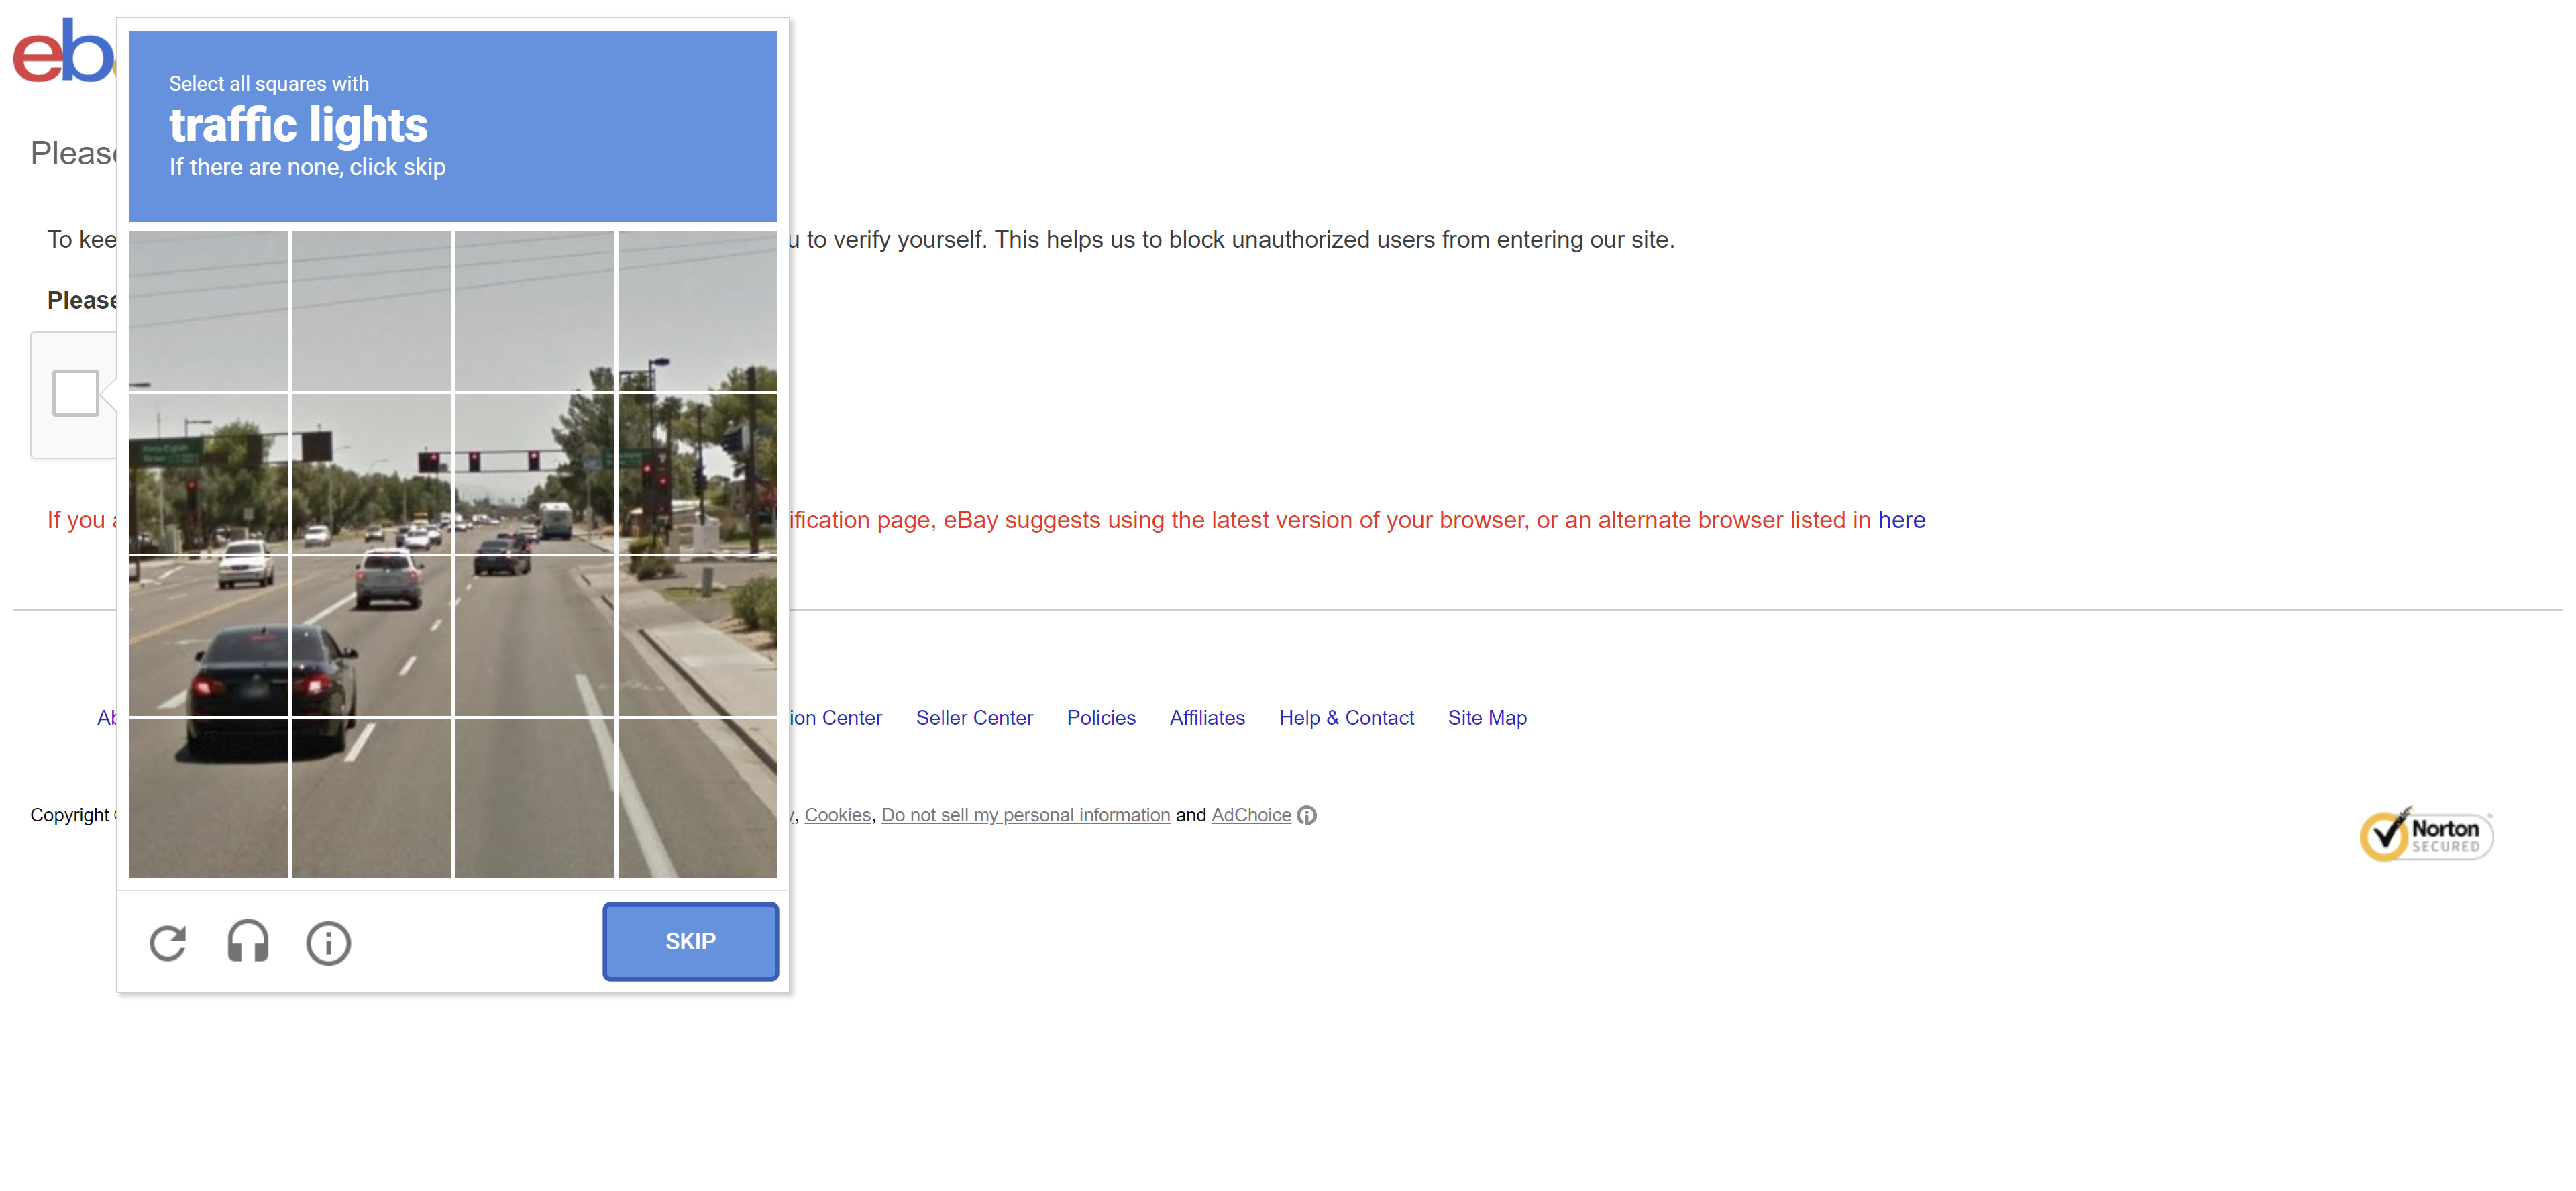 eb
Please
Select all squares with
traffic lights
If there are none, click skip
To kee
u to verify yourself. This helps us to block unauthorized users from entering our site.
Please
If you
ification page, eBay suggests using the latest version of your browser, or an alternate browser listed in here
Ab
ion Center Seller Center Policies Affiliates Help & Contact Site Map
Copyright
, Cookies, Do not sell my personal information and AdChoice
Norton
SECURED
SKIP